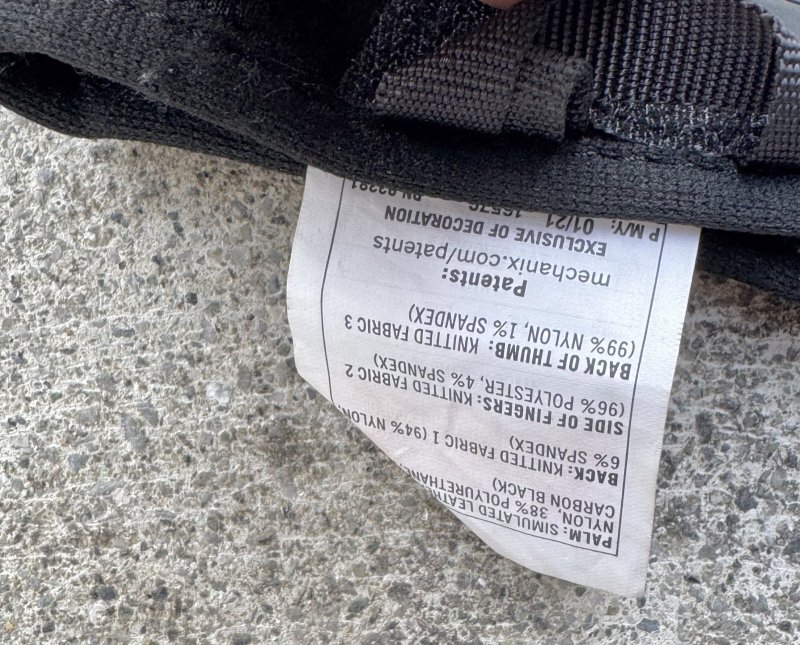 PALM: SIMULATED LEATH
NYLON, 38% POLYURETHANE,
CARBON BLACK)
BACK: KNITTED FABRIC 1 (94% NYLON,
6% SPANDEX)
SIDE OF FINGERS: KNITTED FABRIC 2
(96% POLYESTER, 4% SPANDEX)
BACK OF THUMB: KNITTED FABRIC 3
(99% NYLON, 1% SPANDEX)
Patents:
mechanix.com/patents
EXCLUSIVE OF DECORATION
P M/Y: 01/21